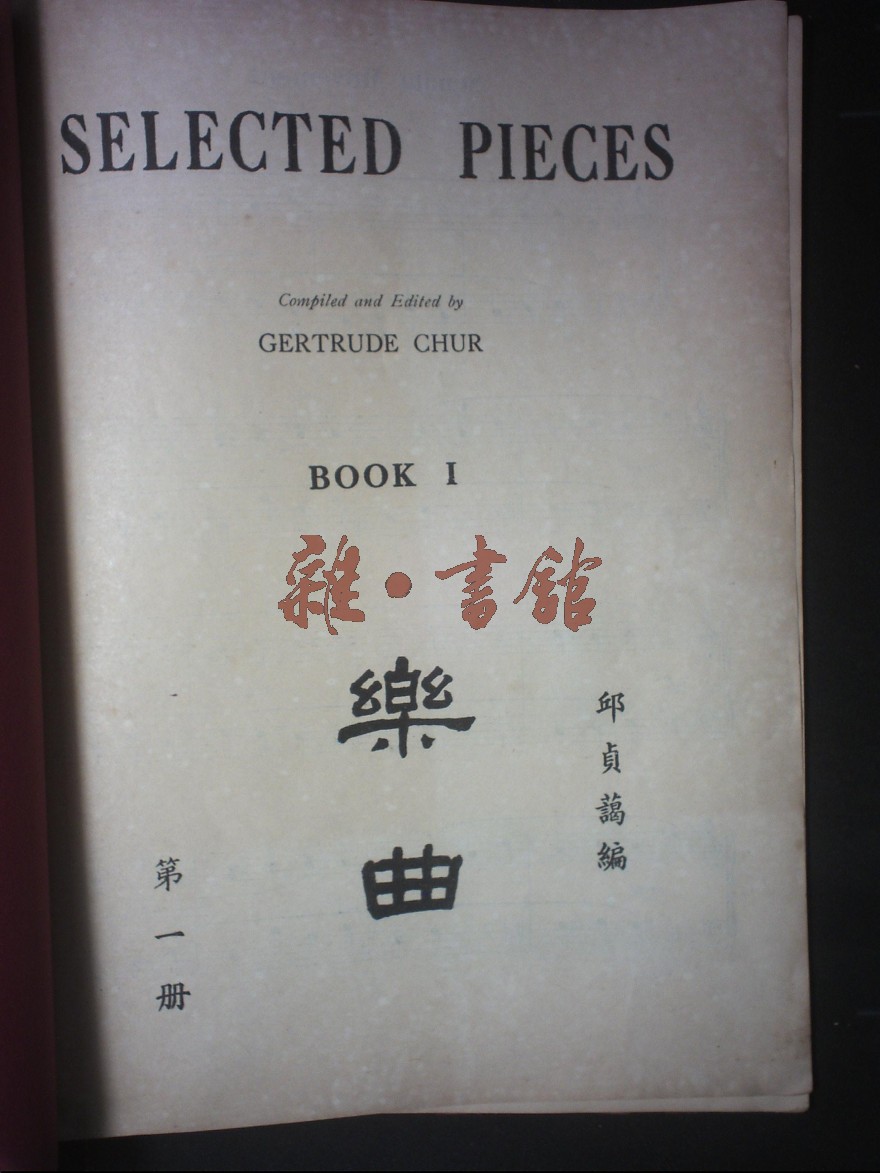 SELECTED PIECES
Compiled and Edited by
GERTRUDE CHUR
BOOK I
雜·書館
樂曲
邱貞藹編
第一册